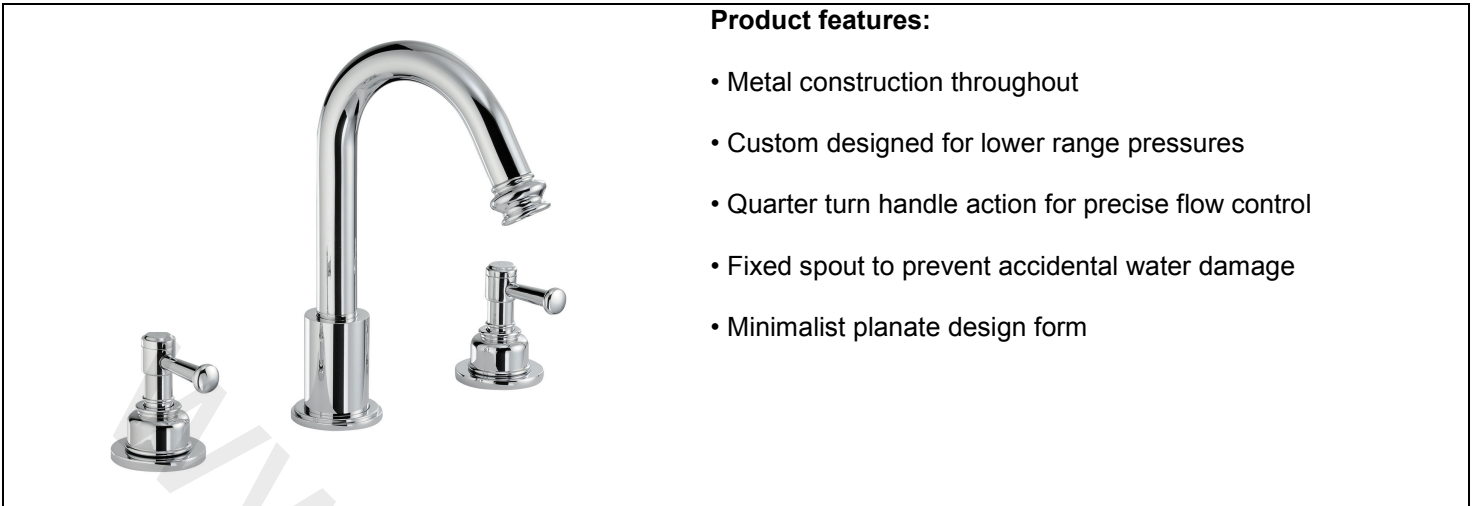 Product features:
• Metal construction throughout
• Custom designed for lower range pressures
• Quarter turn handle action for precise flow control
• Fixed spout to prevent accidental water damage
• Minimalist planate design form